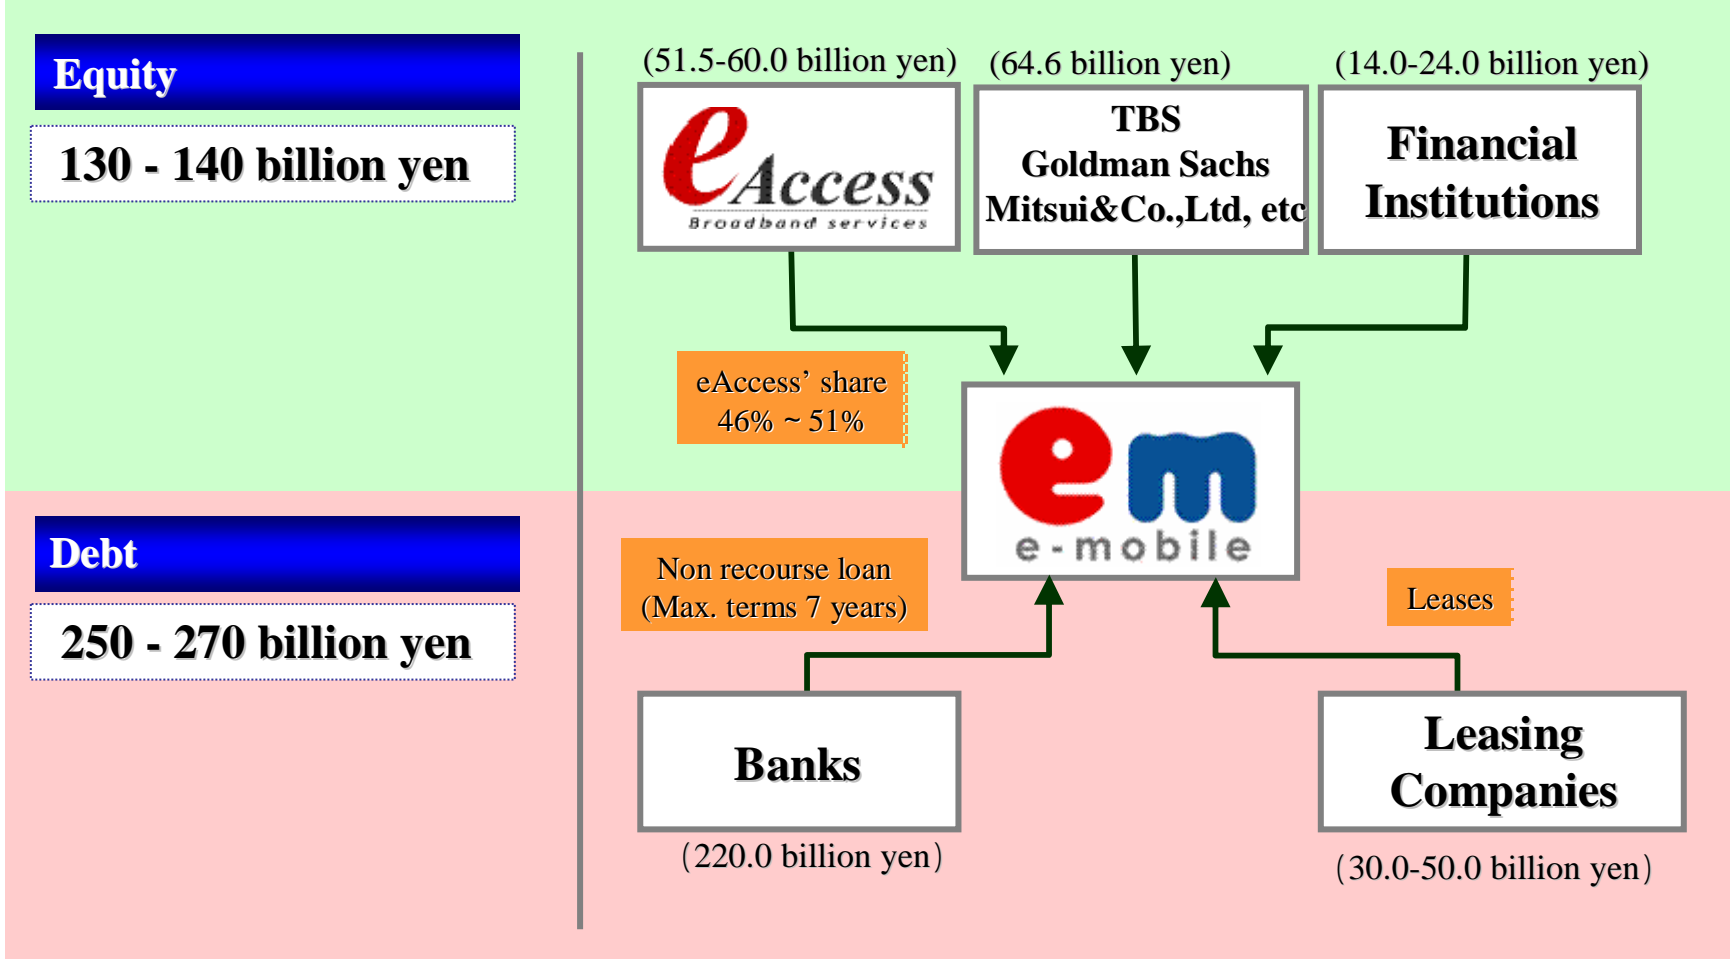 Equity
130 - 140 billion yen
(51.5-60.0 billion yen)
(64.6 billion yen)
(14.0-24.0 billion yen)
eAccess
Broadband services
TBS
Goldman Sachs
Mitsui&Co.,Ltd, etc
Financial
Institutions
eAccess’ share
46% ~ 51%
em
e-mobile
Debt
250 - 270 billion yen
Non recourse loan
(Max. terms 7 years)
Leases
Banks
(220.0 billion yen)
Leasing
Companies
(30.0-50.0 billion yen)